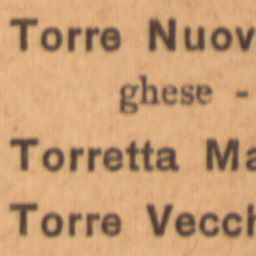 Torre Nuov
ghese -
Torretta Ma
Torre Vecch